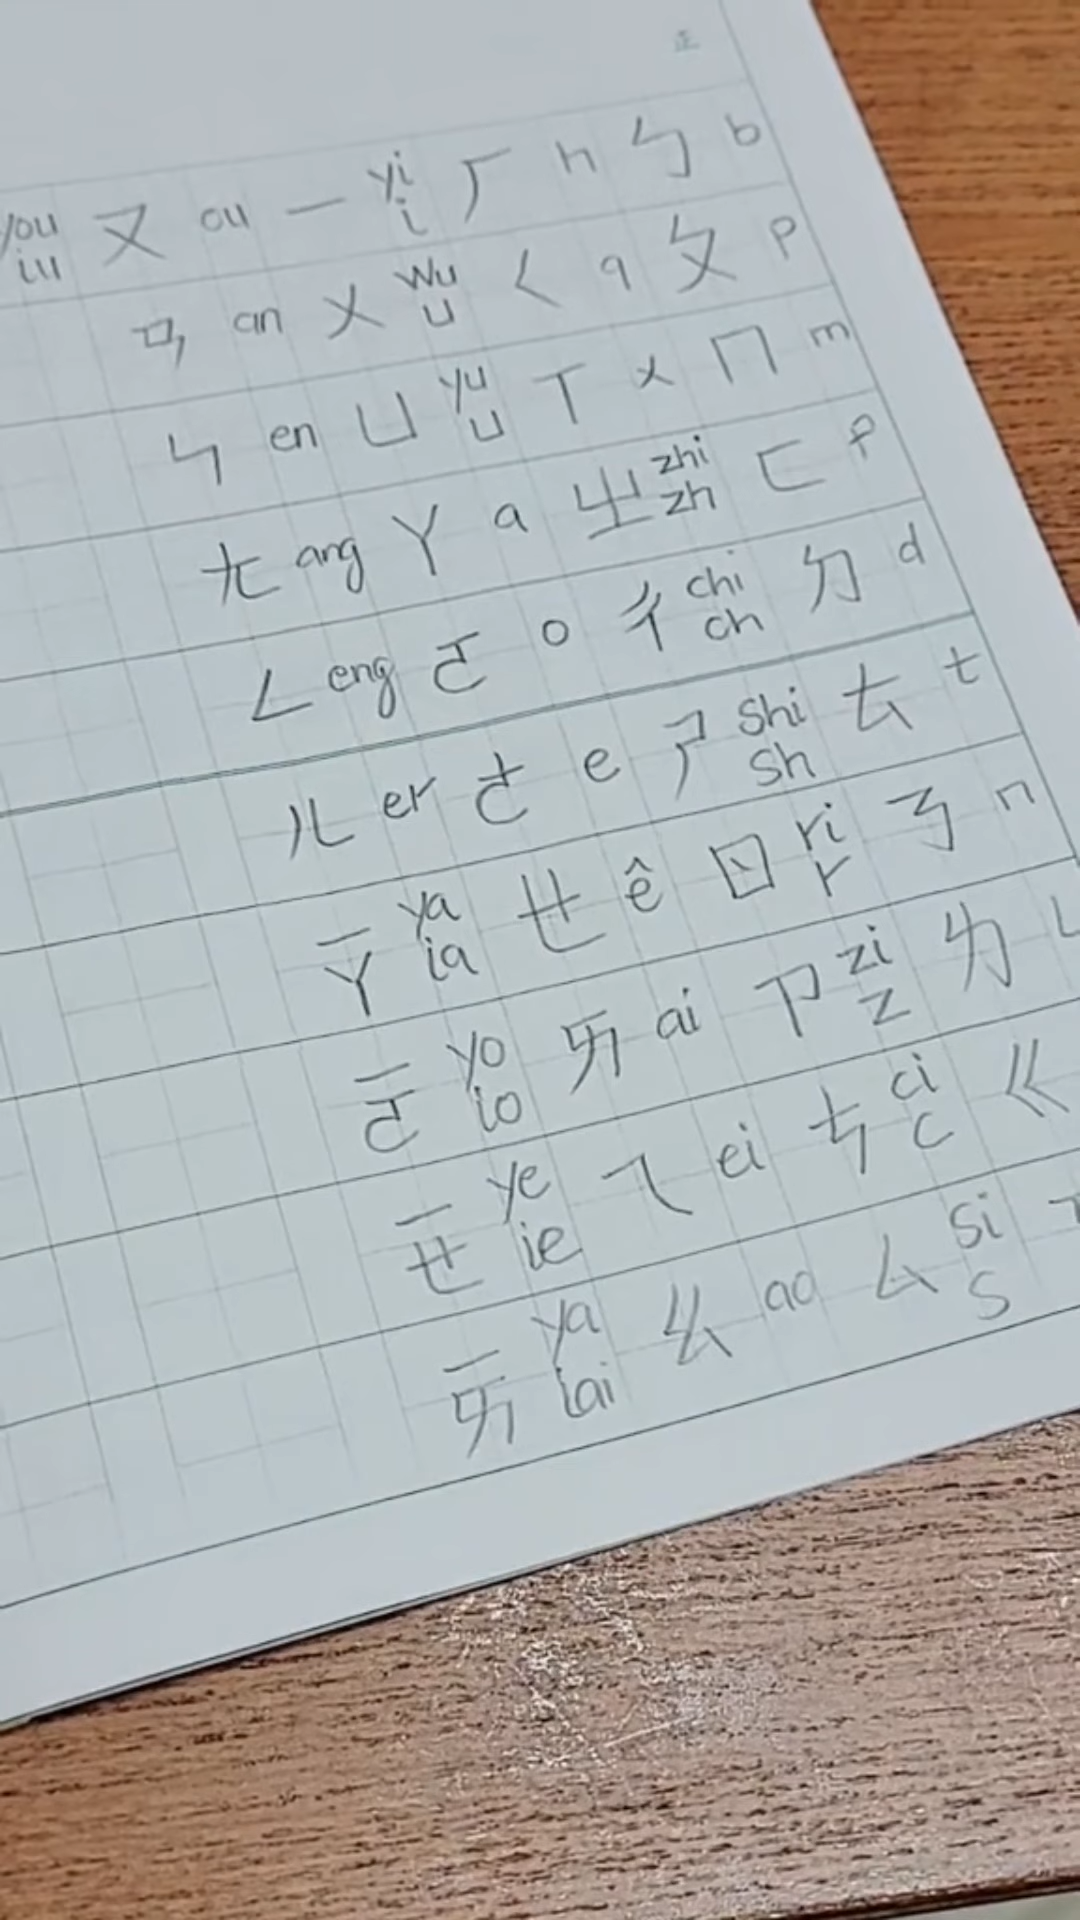 正
ㄅ b
ㄆ p
ㄇ m
ㄈ f
ㄉ d
ㄊ t
ㄋ n
ㄌ l
ㄍ
ㄏ h
ㄑ q
ㄒ x
ㄓ zhi zh
ㄔ chi ch
ㄕ shi sh
ㄖ ri r
ㄗ zi z
ㄘ ci c
ㄙ si s
ㄧ yi i
ㄨ wu u
ㄩ yu u
ㄚ a
ㄛ o
ㄜ e
ㄝ ê
ㄞ ai
ㄟ ei
ㄠ ao
ㄡ ou
ㄢ an
ㄣ en
ㄤ ang
ㄥ eng
ㄦ er
ㄧㄚ ya ia
ㄧㄛ yo io
ㄧㄝ ye ie
ㄧㄞ ya iai
you iu